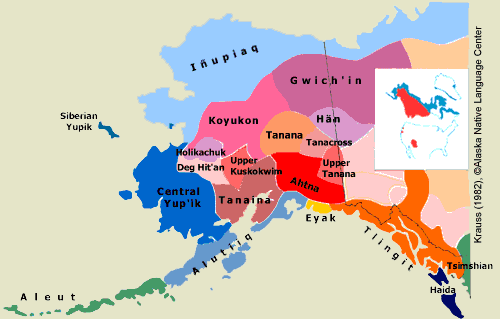 Iñupiaq
Gwich'in
Koyukon
Hän
Siberian
Yupik
Tanana
Tanacross
Holikachuk
Deg Hit'an
Upper
Kuskokwim
Upper
Tanana
Ahtna
Central
Yup'ik
Tanaina
Eyak
Alutiiq
Tlingit
Tsimshian
Haida
Aleut
Krauss (1982), ©Alaska Native Language Center